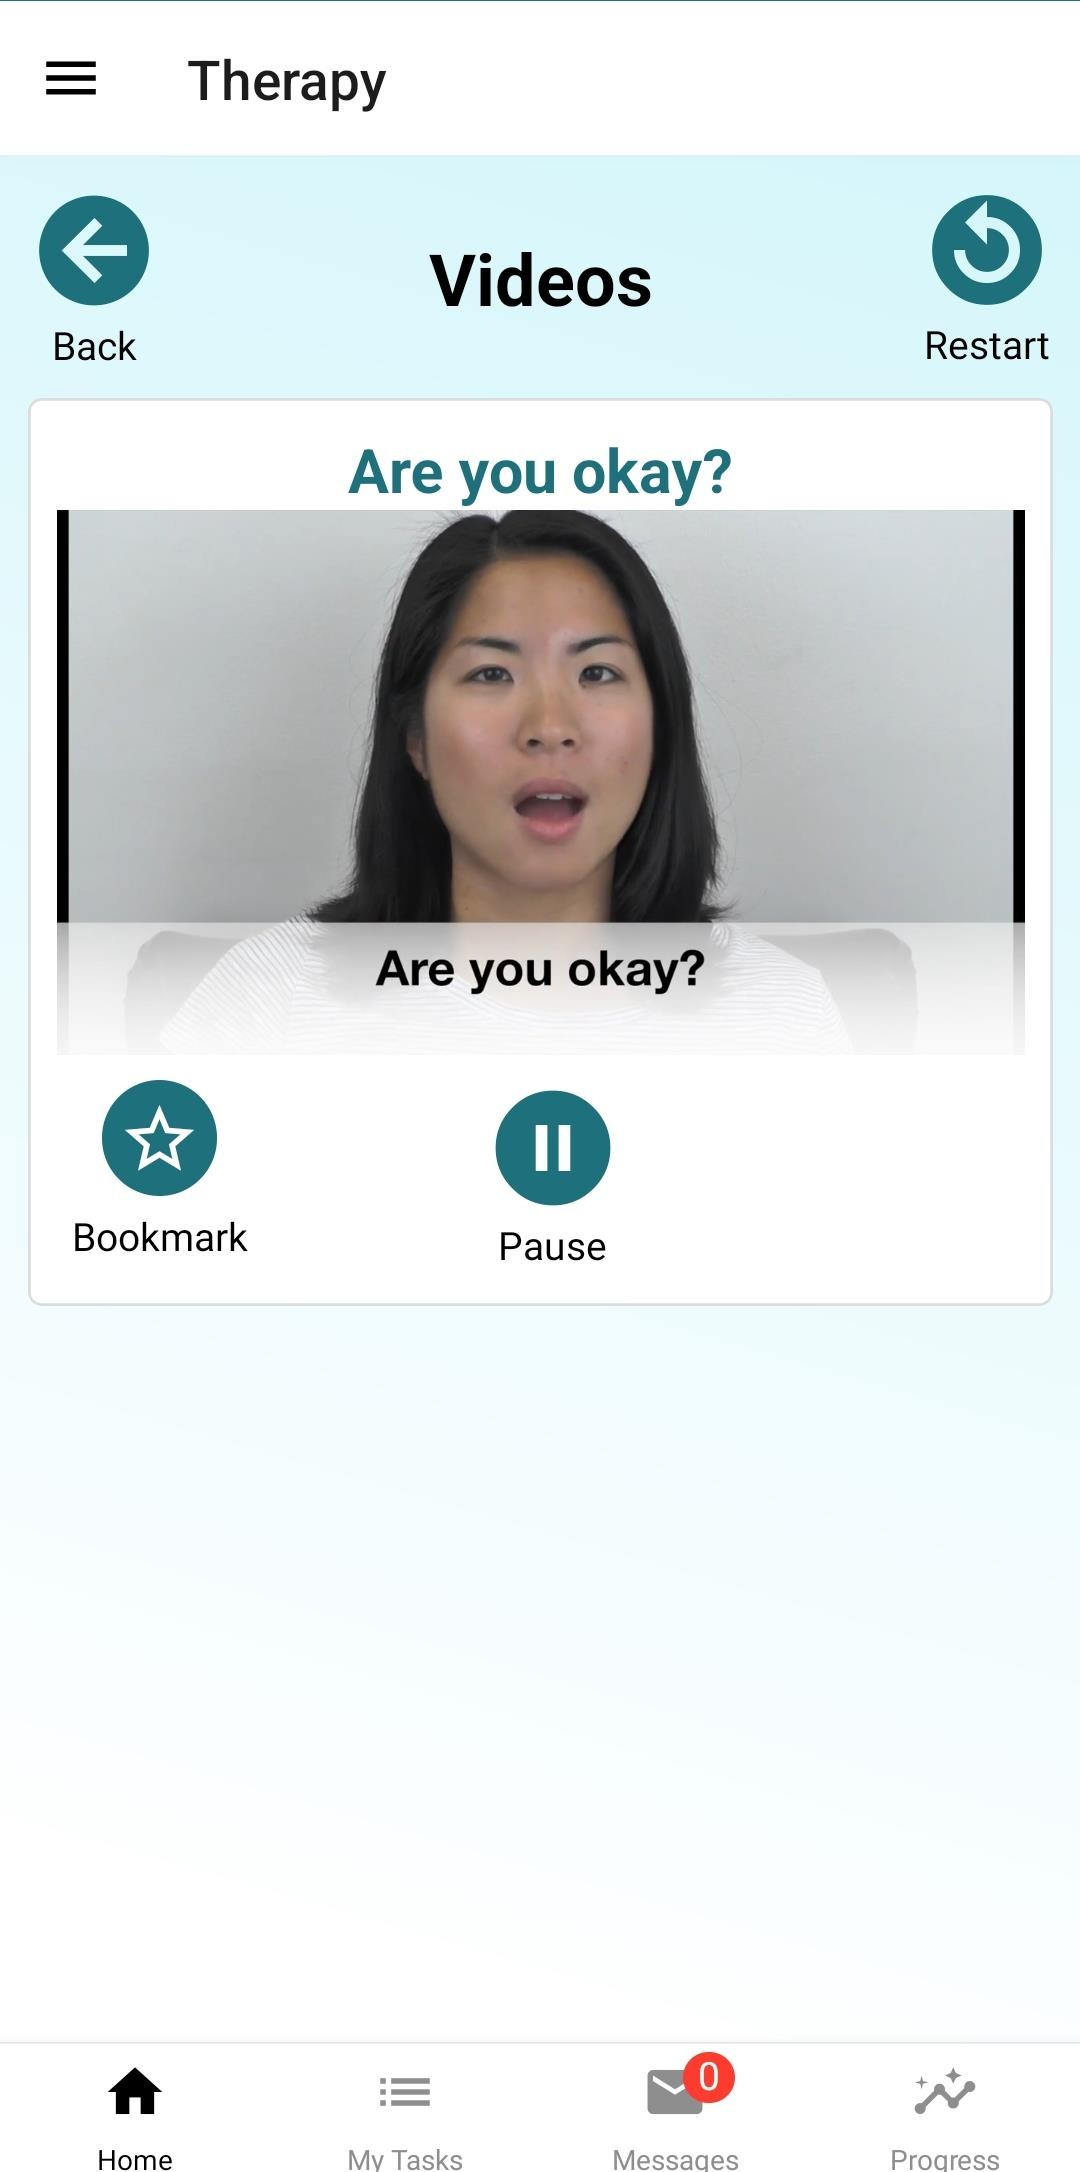 Therapy
Videos
Back
Restart
Are you okay?
Are you okay?
Bookmark
Pause
0
Home
My Tasks
Messages
Progress